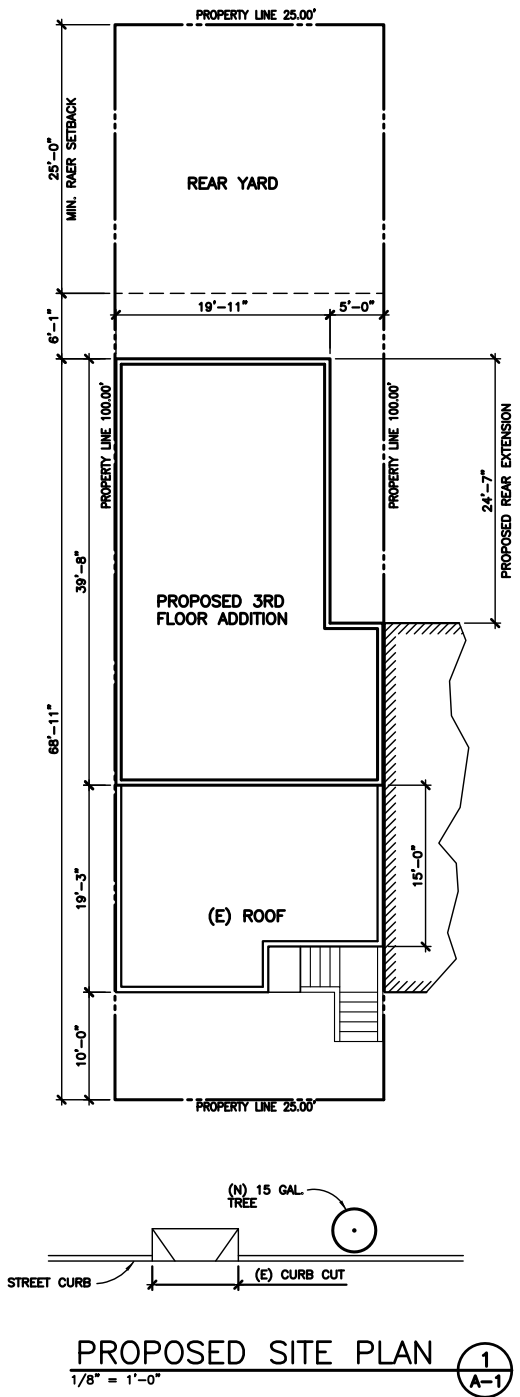 PROPERTY LINE 25.00'
25'-0"
MIN. RAER SETBACK
REAR YARD
6'-1"
19'-11"
5'-0"
PROPERTY LINE 100.00'
PROPERTY LINE 100.00'
24'-7"
PROPOSED REAR EXTENSION
39'-8"
PROPOSED 3RD
FLOOR ADDITION
68'-11"
19'-3"
15'-0"
(E) ROOF
10'-0"
PROPERTY LINE 25.00'
(N) 15 GAL.
TREE
STREET CURB
(E) CURB CUT
PROPOSED SITE PLAN
1/8" = 1'-0"
1
A-1